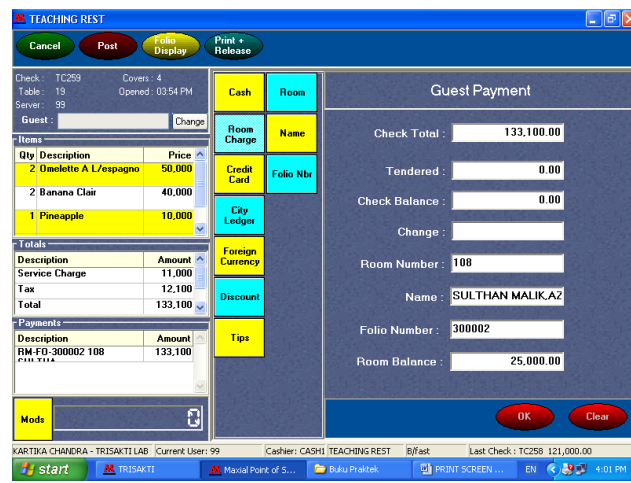 TEACHING REST
Cancel
Post
Folio Display
Print + Release
Check : TC259 Covers : 4
Table : 19 Opened : 03:54 PM
Server : 99
Guest : Change
Items
Qty Description Price
2 Omelette A L/espagno 50,000
2 Banana Clair 40,000
1 Pineapple 10,000
Totals
Description Amount
Service Charge 11,000
Tax 12,100
Total 133,100
Payments
Description Amount
RM-FO-300002 108 133,100
Mods 0
Cash
Room
Room Charge
Name
Credit Card
Folio Nbr
City Ledger
Foreign Currency
Discount
Tips
Guest Payment
Check Total : 133,100.00
Tendered : 0.00
Check Balance : 0.00
Change :
Room Number : 108
Name : SULTHAN MALIK,AZ
Folio Number : 300002
Room Balance : 25,000.00
OK
Clear
KARTIKA CHANDRA - TRISAKTI LAB Current User: 99 Cashier: CASH1 TEACHING REST B/fast Last Check : TC258 121,000.00
start TRISAKTI Maxial Point of S... Buku Praktek PRINT SCREEN ... EN 4:01 PM